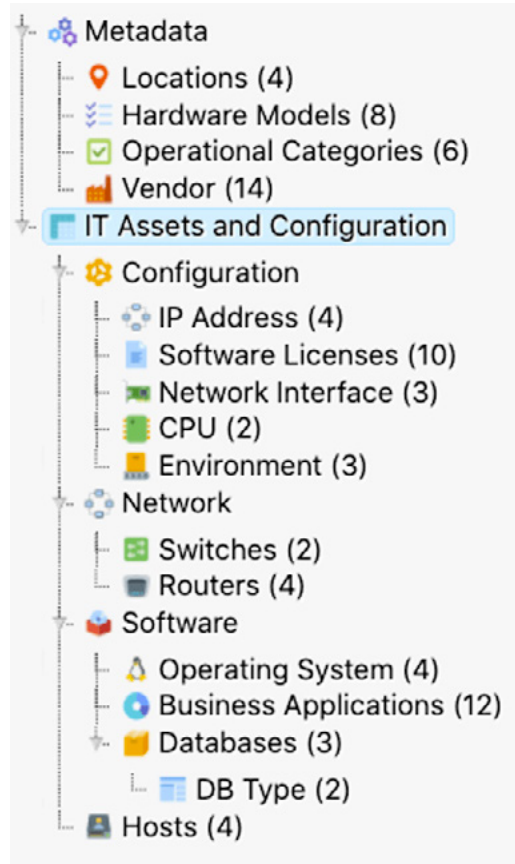 Metadata
Locations (4)
Hardware Models (8)
Operational Categories (6)
Vendor (14)
IT Assets and Configuration
Configuration
IP Address (4)
Software Licenses (10)
Network Interface (3)
CPU (2)
Environment (3)
Network
Switches (2)
Routers (4)
Software
Operating System (4)
Business Applications (12)
Databases (3)
DB Type (2)
Hosts (4)